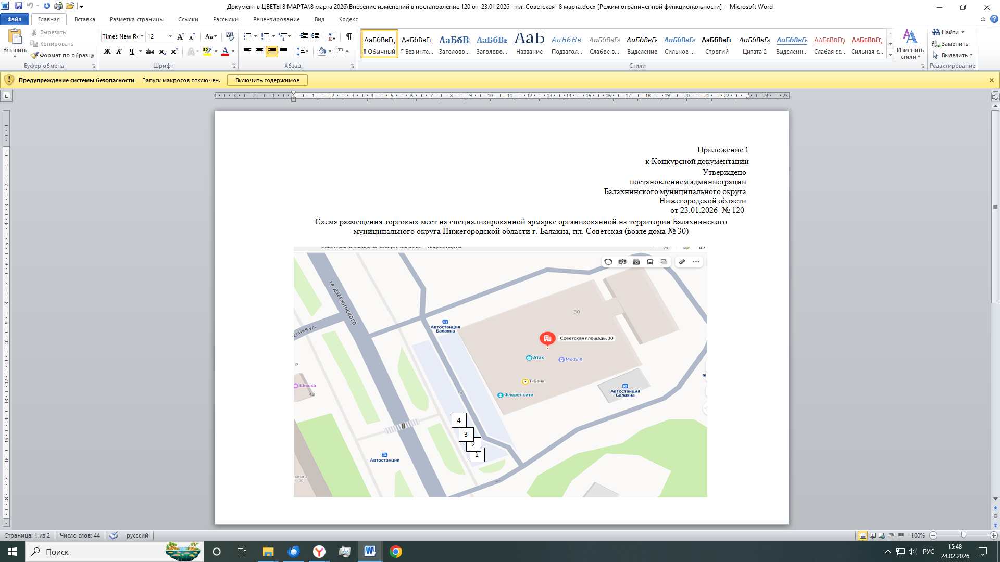 Документ в ЦВЕТЫ 8 МАРТА\8 марта 2026\Внесение изменений в постановление 120 от 23.01.2026 - пл. Советская- 8 марта.docx [Режим ограниченной функциональности] - Microsoft Word
Файл Главная Вставка Разметка страницы Ссылки Рассылки Рецензирование Вид Кодекс
Вставить
Вырезать
Копировать
Формат по образцу
Буфер обмена
Times New Rc 12
Шрифт
Абзац
АаБбВвГг, АаБбВвГг, АаБбВ АаБбВв АаБ АаБбВв. АаБбВвГг АаБбВвГг АаБбВвГг АаБбВвГг, АаБбВвГг АаБбВвГг АаБбВвГг, АаБбВвГг,
¶ Обычный ¶ Без инте... Заголово... Заголово... Название Подзагол... Слабое в... Выделение Сильное ... Строгий Цитата 2 Выделенн... Слабая сс... Сильная с...
Стили
Изменить стили
Найти
Заменить
Выделить
Редактирование
Предупреждение системы безопасности Запуск макросов отключен. Включить содержимое
Приложение 1
к Конкурсной документации
Утверждено
постановлением администрации
Балахнинского муниципального округа
Нижегородской области
от 23.01.2026 № 120
Схема размещения торговых мест на специализированной ярмарке организованной на территории Балахнинского
муниципального округа Нижегородской области г. Балахна, пл. Советская (возле дома № 30)
Советская площадь, 30 на карте Балахны — Яндекс Карты
ул. ДЗЕРЖИНСКОГО
ЕСНАЯ ул.
Автостанция
Балахна
30
Советская площадь, 30
Атак
ModulX
Т-Банк
Флорет сити
Автостанция
Балахна
P
Шишка
43
P
4
3
2
1
Автостанция
Страница: 1 из 2 Число слов: 44 русский 100%
Поиск
РУС
15:48
24.02.2026